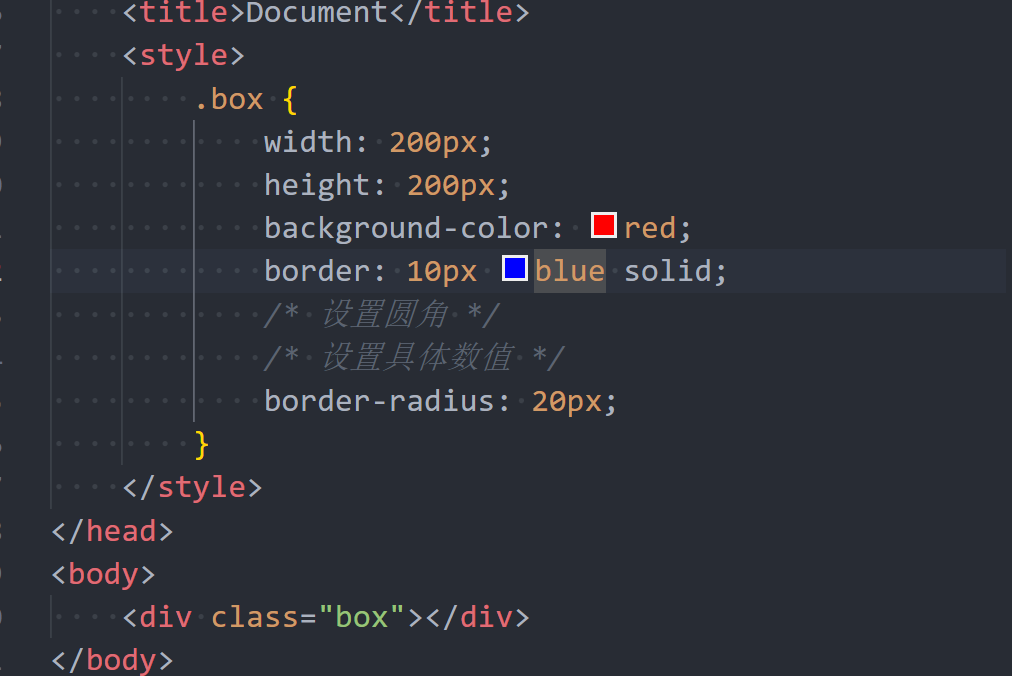 <title>Document</title>
<style>
.box {
width: 200px;
height: 200px;
background-color: red;
border: 10px blue solid;
/* 设置圆角 */
/* 设置具体数值 */
border-radius: 20px;
}
</style>
</head>
<body>
<div class="box"></div>
</body>